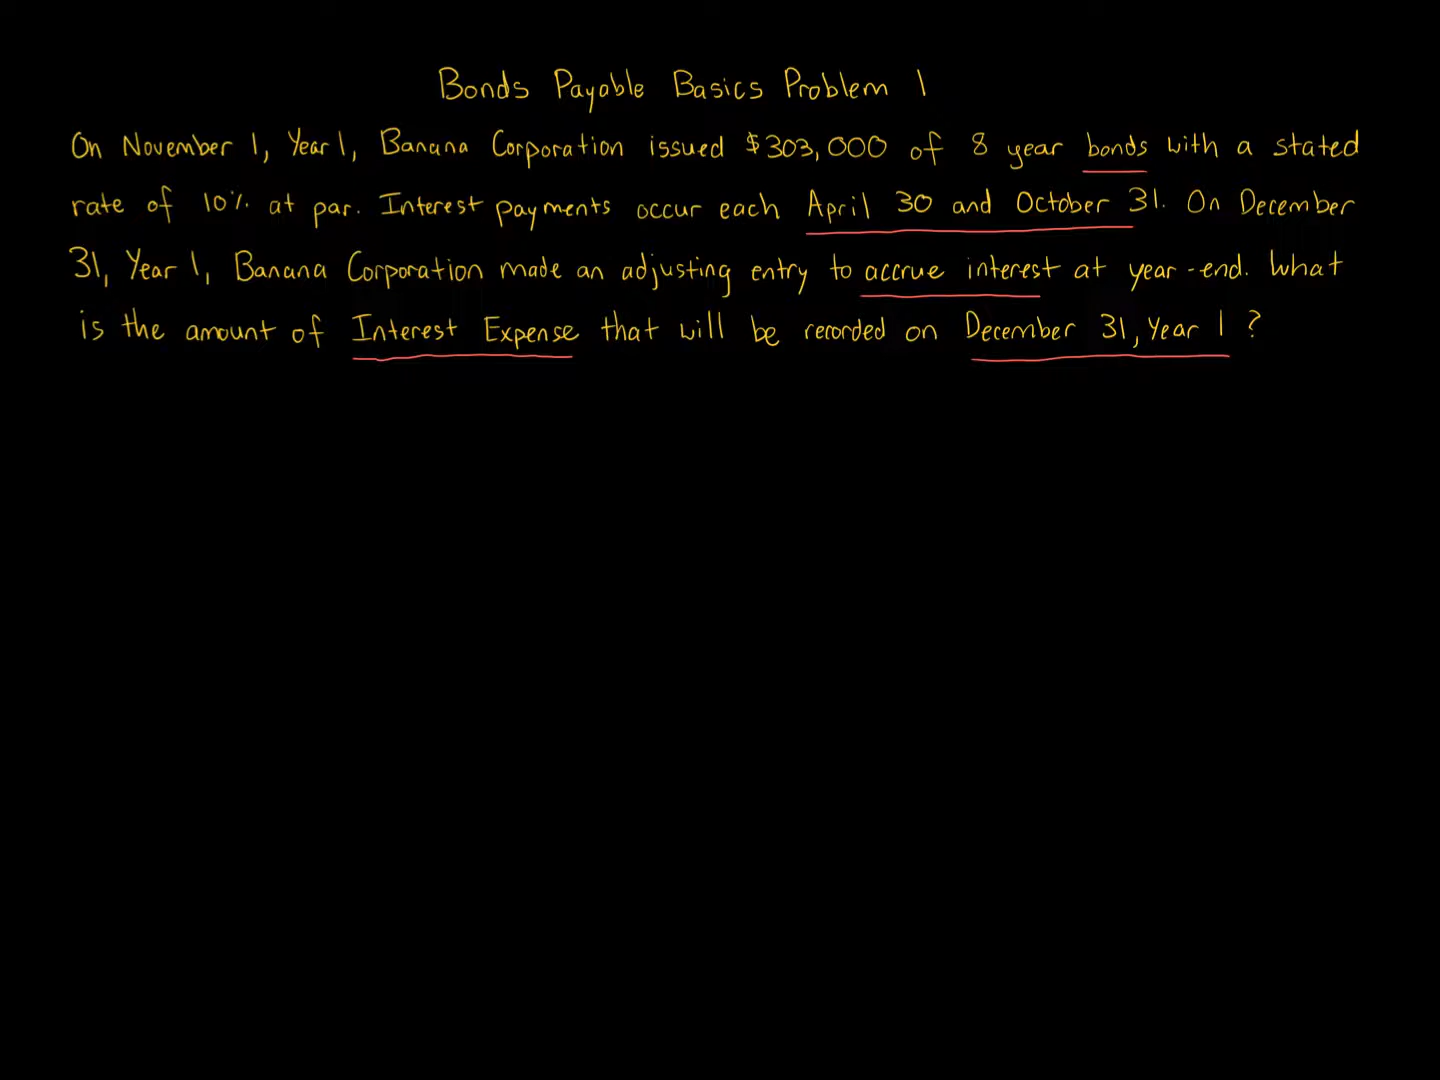 Bonds Payable Basics Problem 1
On November 1, Year 1, Banana Corporation issued $303,000 of 8 year bonds with a stated
rate of 10% at par. Interest payments occur each April 30 and October 31. On December
31, Year 1, Banana Corporation made an adjusting entry to accrue interest at year-end. What
is the amount of Interest Expense that will be recorded on December 31, Year 1?